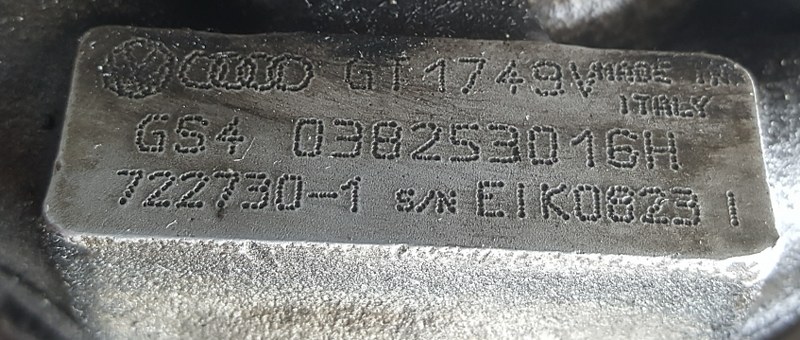 GT1749V MADE IN
ITALY
GS4 038253016H
722730-1 S/N EIK0823 I